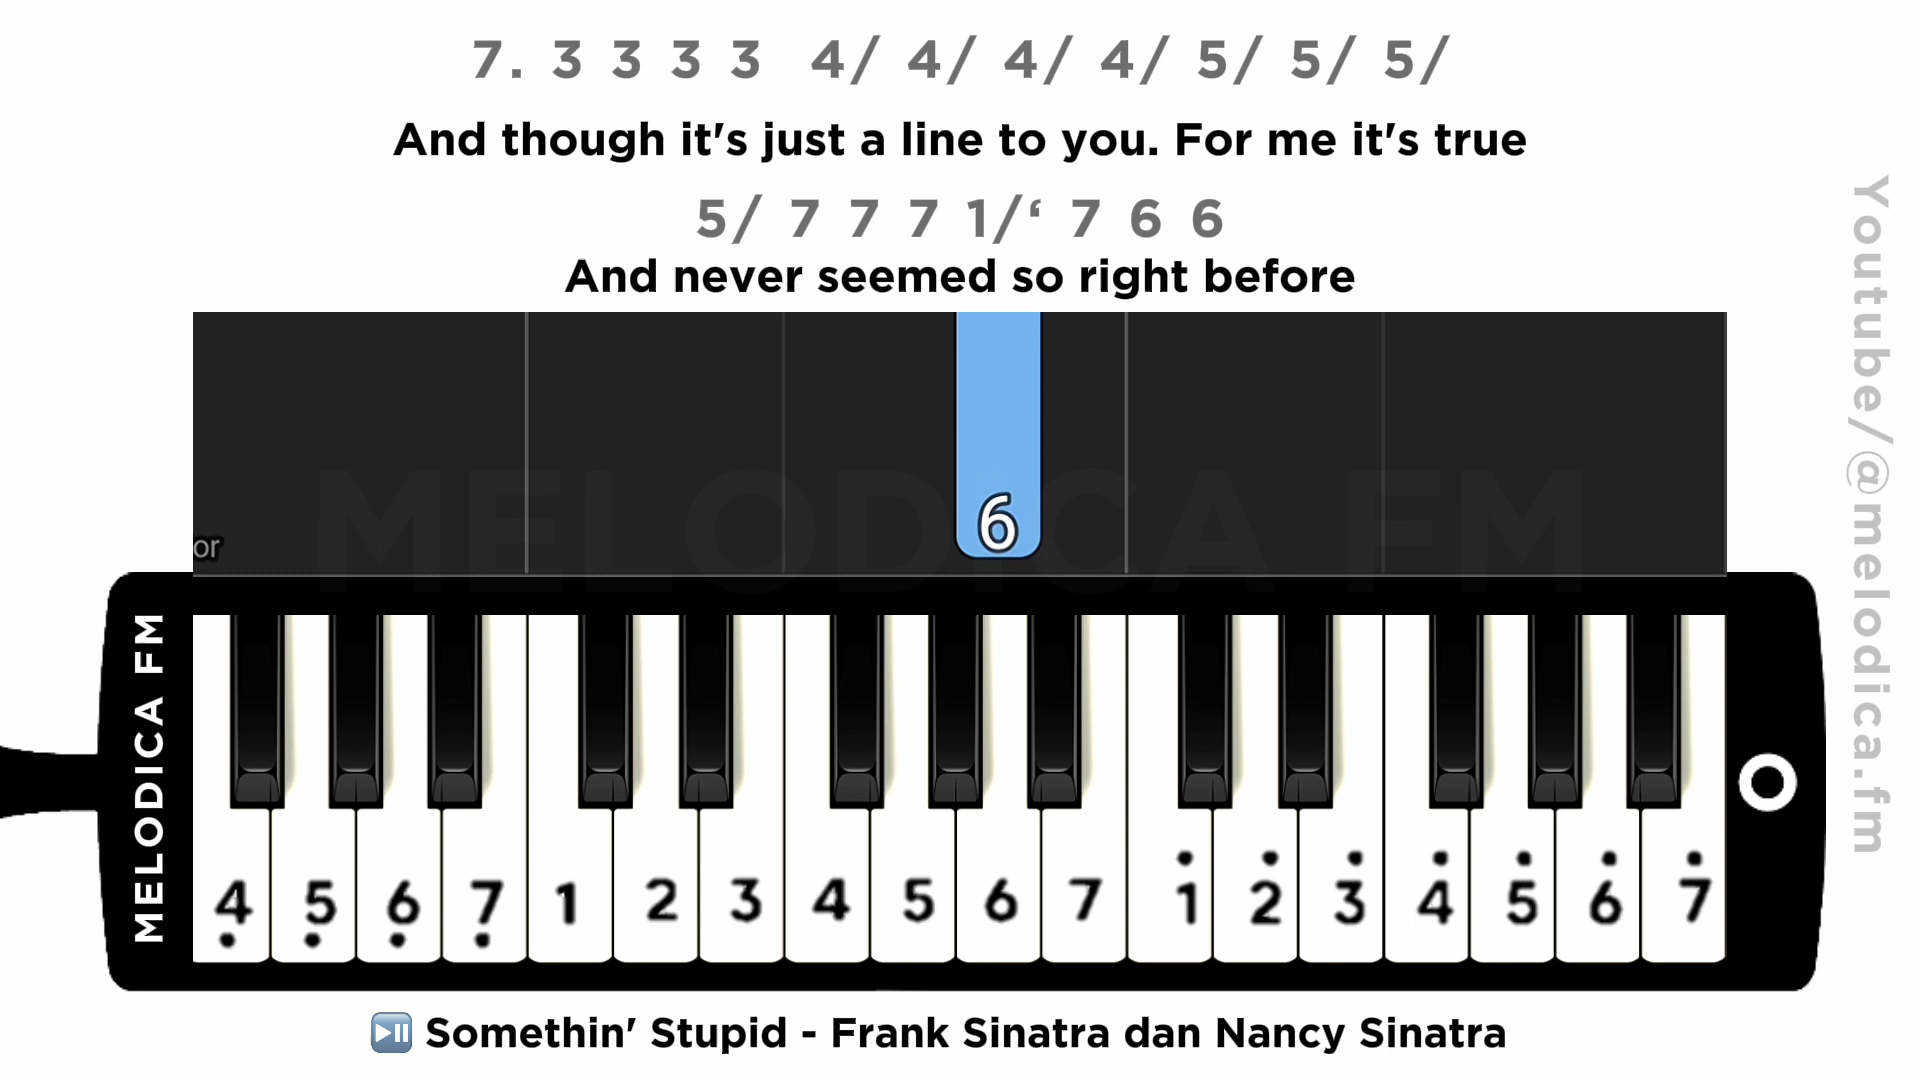 7. 3 3 3 3 4/ 4/ 4/ 4/ 5/ 5/ 5/
And though it's just a line to you. For me it's true
5/ 7 7 7 1/‘ 7 6 6
And never seemed so right before
6
or
MELODICA FM
MELODICA FM
4 5 6 7 1 2 3 4 5 6 7 1 2 3 4 5 6 7
Youtube/@melodica.fm
Somethin' Stupid - Frank Sinatra dan Nancy Sinatra